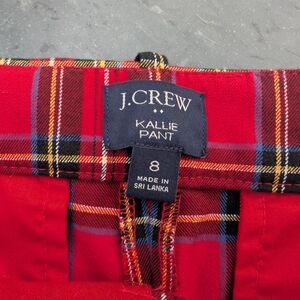 J.CREW
KALLIE
PANT
8
MADE IN
SRI LANKA